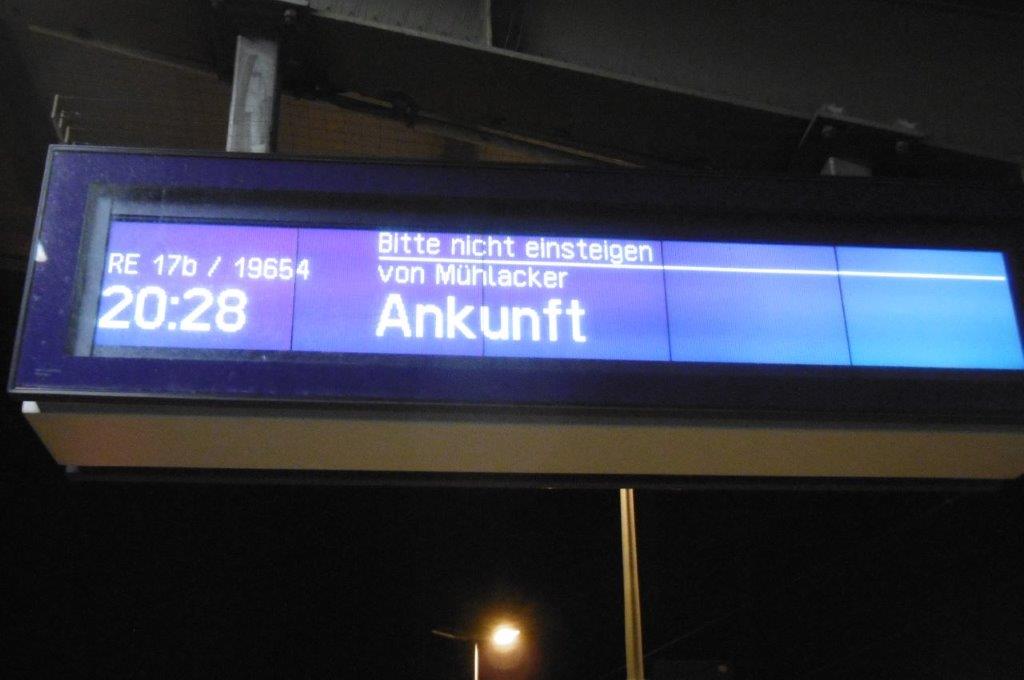 Bitte nicht einsteigen
RE 17b / 19654
von Mühlacker
20:28
Ankunft